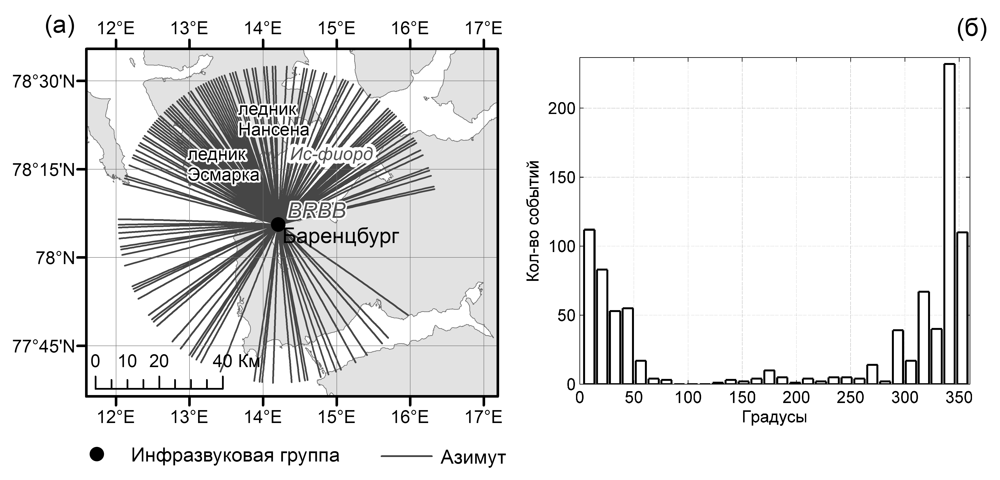 (а)
12°E 13°E 14°E 15°E 16°E 17°E
(б)
78°30'N
78°15'N
78°N
77°45'N
ледник
Нансена
ледник
Эсмарка
Ис-фиорд
BRBB
Баренцбург
0 10 20 40 Км
12°E 13°E 14°E 15°E 16°E 17°E
Инфразвуковая группа
Азимут
Кол-во событий
200
150
100
50
0
0 50 100 150 200 250 300 350
Градусы